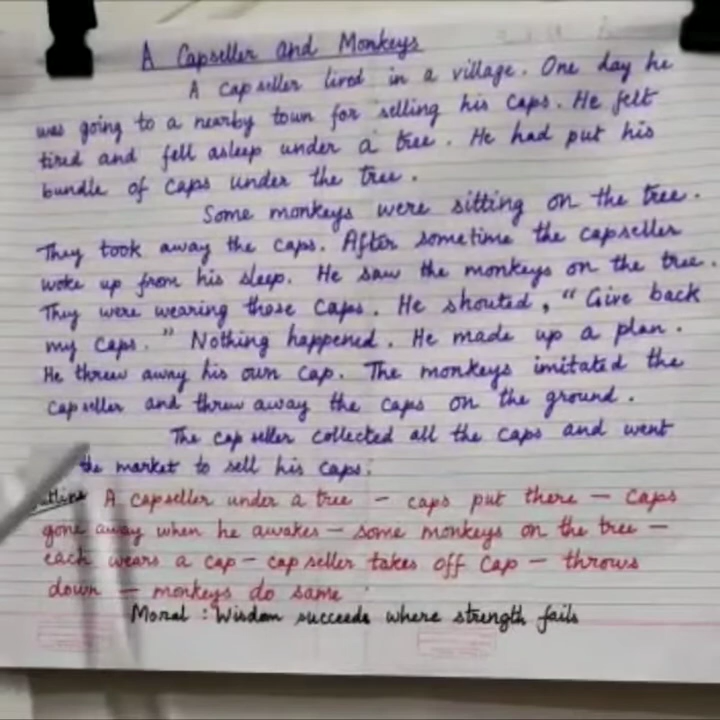 A Capseller and Monkeys
A capseller lived in a village. One day he
was going to a nearby town for selling his caps. He felt
tired and fell asleep under a tree. He had put his
bundle of caps under the tree.
Some monkeys were sitting on the tree.
They took away the caps. After sometime the capseller
woke up from his sleep. He saw the monkeys on the tree.
They were wearing those caps. He shouted, "Give back
my caps." Nothing happened. He made up a plan.
He threw away his own cap. The monkeys imitated the
capseller and threw away the caps on the ground.
The capseller collected all the caps and went
the market to sell his caps.
A capseller under a tree - caps put there - caps
gone away when he awakes - some monkeys on the tree -
each wears a cap - capseller takes off cap - throws
down - monkeys do same
Moral : Wisdom succeeds where strength fails